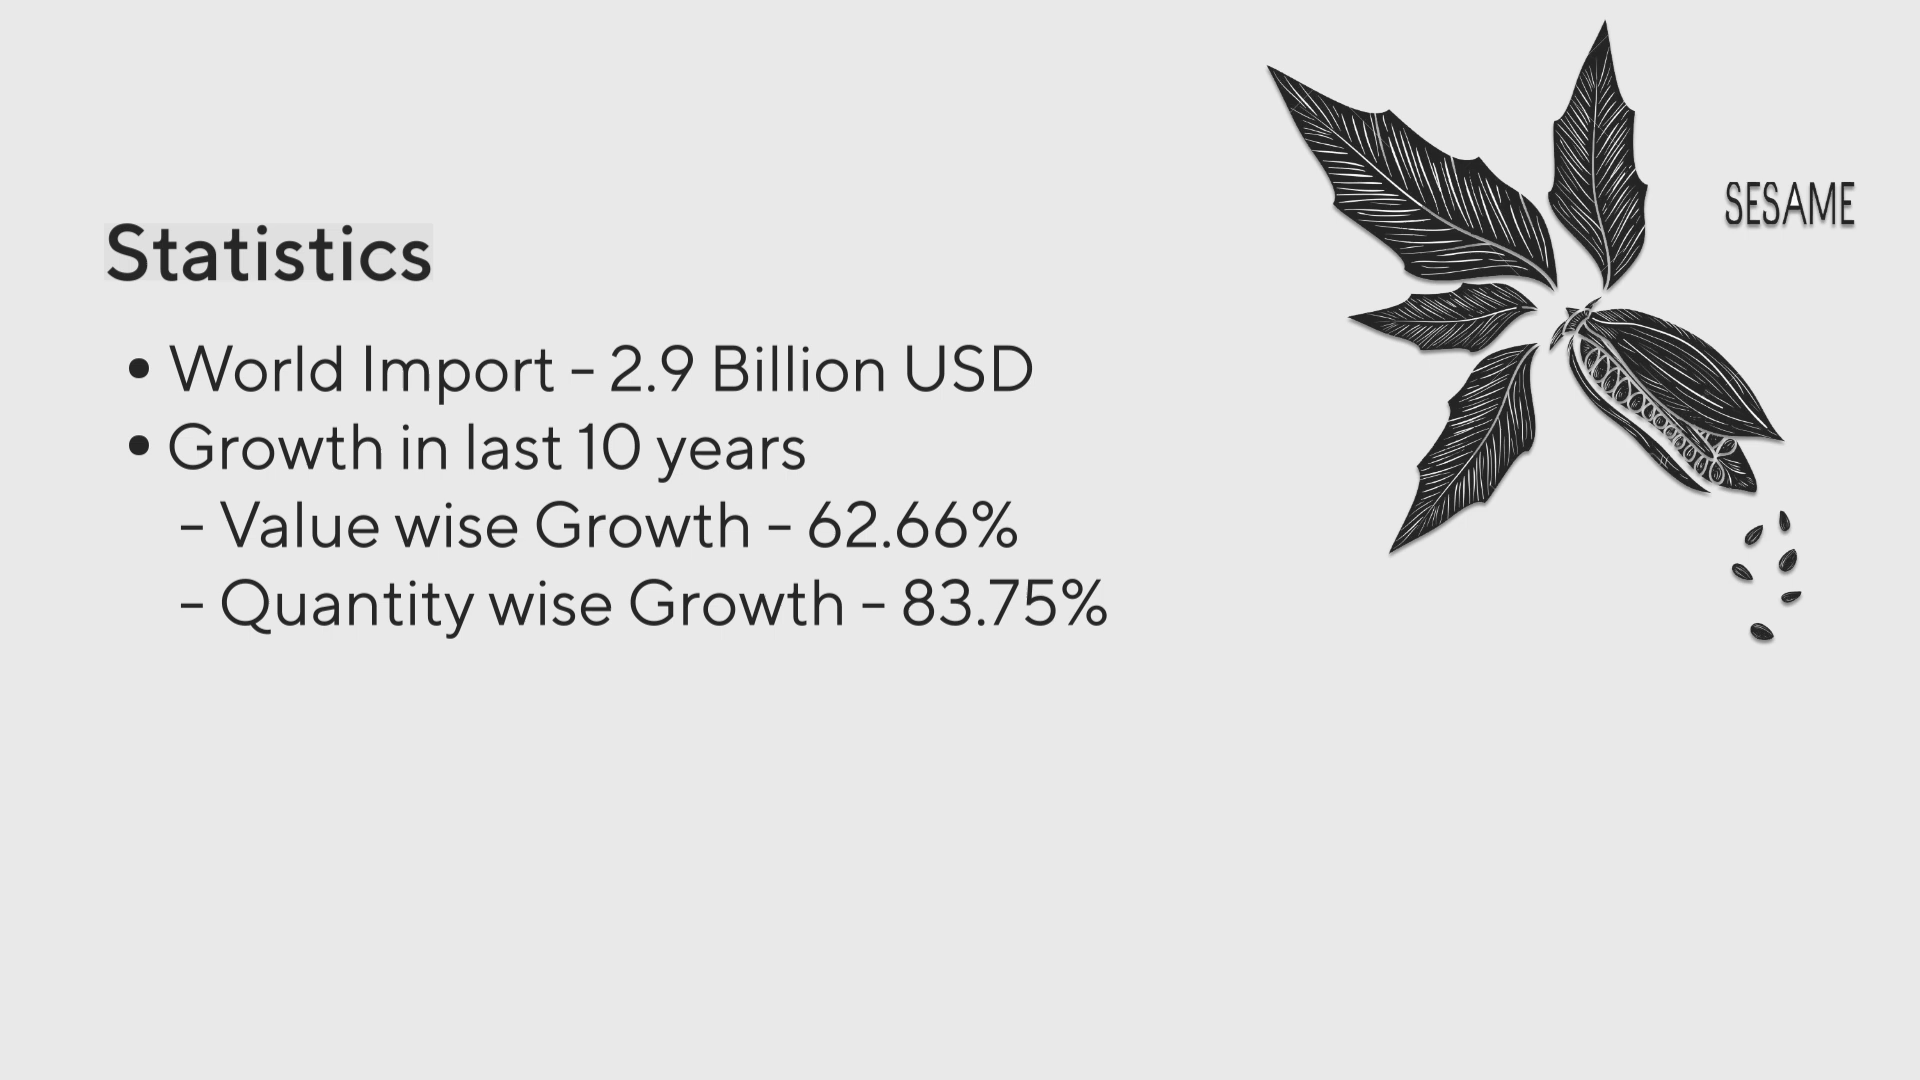 SESAME
Statistics
• World Import – 2.9 Billion USD
• Growth in last 10 years
– Value wise Growth – 62.66%
– Quantity wise Growth – 83.75%